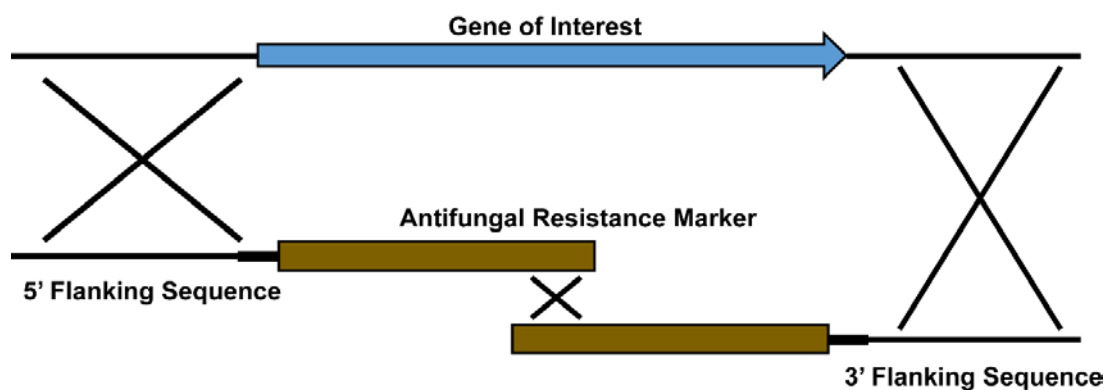 Gene of Interest
Antifungal Resistance Marker
5’ Flanking Sequence
3’ Flanking Sequence